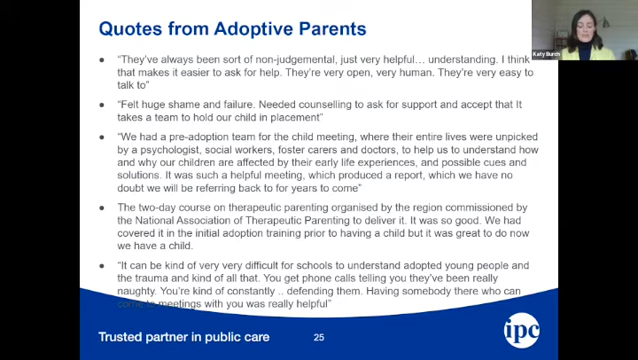 Quotes from Adoptive Parents
Katy Burch
● "They've always been sort of non-judgemental, just very helpful… understanding. I think
that makes it easier to ask for help. They're very open, very human. They're very easy to
talk to"
● "Felt huge shame and failure. Needed counselling to ask for support and accept that It
takes a team to hold our child in placement"
● "We had a pre-adoption team for the child meeting, where their entire lives were unpicked
by a psychologist, social workers, foster carers and doctors, to help us to understand how
and why our children are affected by their early life experiences, and possible cues and
solutions. It was such a helpful meeting, which produced a report, which we have no
doubt we will be referring back to for years to come"
● The two-day course on therapeutic parenting organised by the region commissioned by
the National Association of Therapeutic Parenting to deliver it. It was so good. We had
covered it in the initial adoption training prior to having a child but it was great to do now
we have a child.
● "It can be kind of very very difficult for schools to understand adopted young people and
the trauma and kind of all that. You get phone calls telling you they've been really
naughty. You're kind of constantly .. defending them. Having somebody there who can
come to meetings with you was really helpful"
Trusted partner in public care
25
ipc